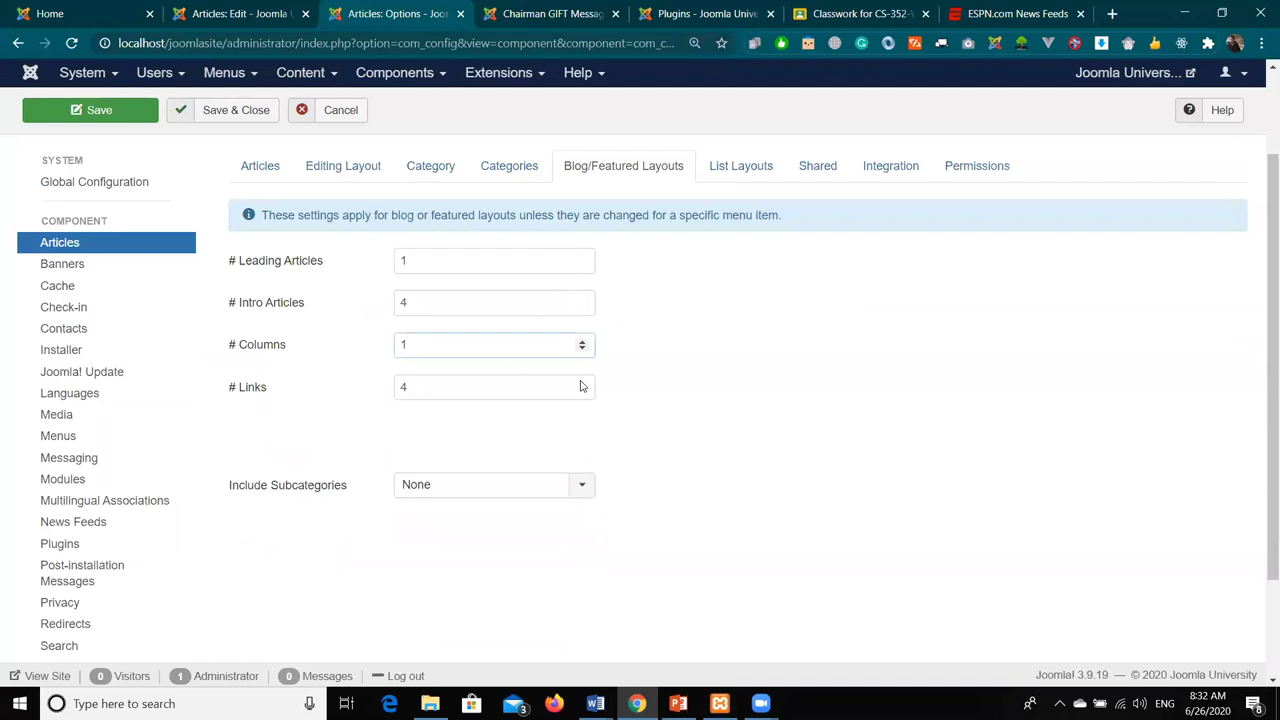 Home
Articles: Edit - Joomla U
Articles: Options - Joom
Chairman GIFT Message
Plugins - Joomla Unive
Classwork for CS-352-
ESPN.com News Feeds
localhost/joomlasite/administrator/index.php?option=com_config&view=component&component=com_c...
System Users Menus Content Components Extensions Help
Joomla Univers...
Save Save & Close Cancel Help
SYSTEM
Global Configuration
COMPONENT
Articles
Banners
Cache
Check-in
Contacts
Installer
Joomla! Update
Languages
Media
Menus
Messaging
Modules
Multilingual Associations
News Feeds
Plugins
Post-installation
Messages
Privacy
Redirects
Search
Articles Editing Layout Category Categories Blog/Featured Layouts List Layouts Shared Integration Permissions
These settings apply for blog or featured layouts unless they are changed for a specific menu item.
# Leading Articles 1
# Intro Articles 4
# Columns 1
# Links 4
Include Subcategories None
View Site 0 Visitors 1 Administrator 0 Messages Log out
Joomla! 3.9.19 — © 2020 Joomla University
Type here to search
3
ENG
8:32 AM
6/26/2020
8